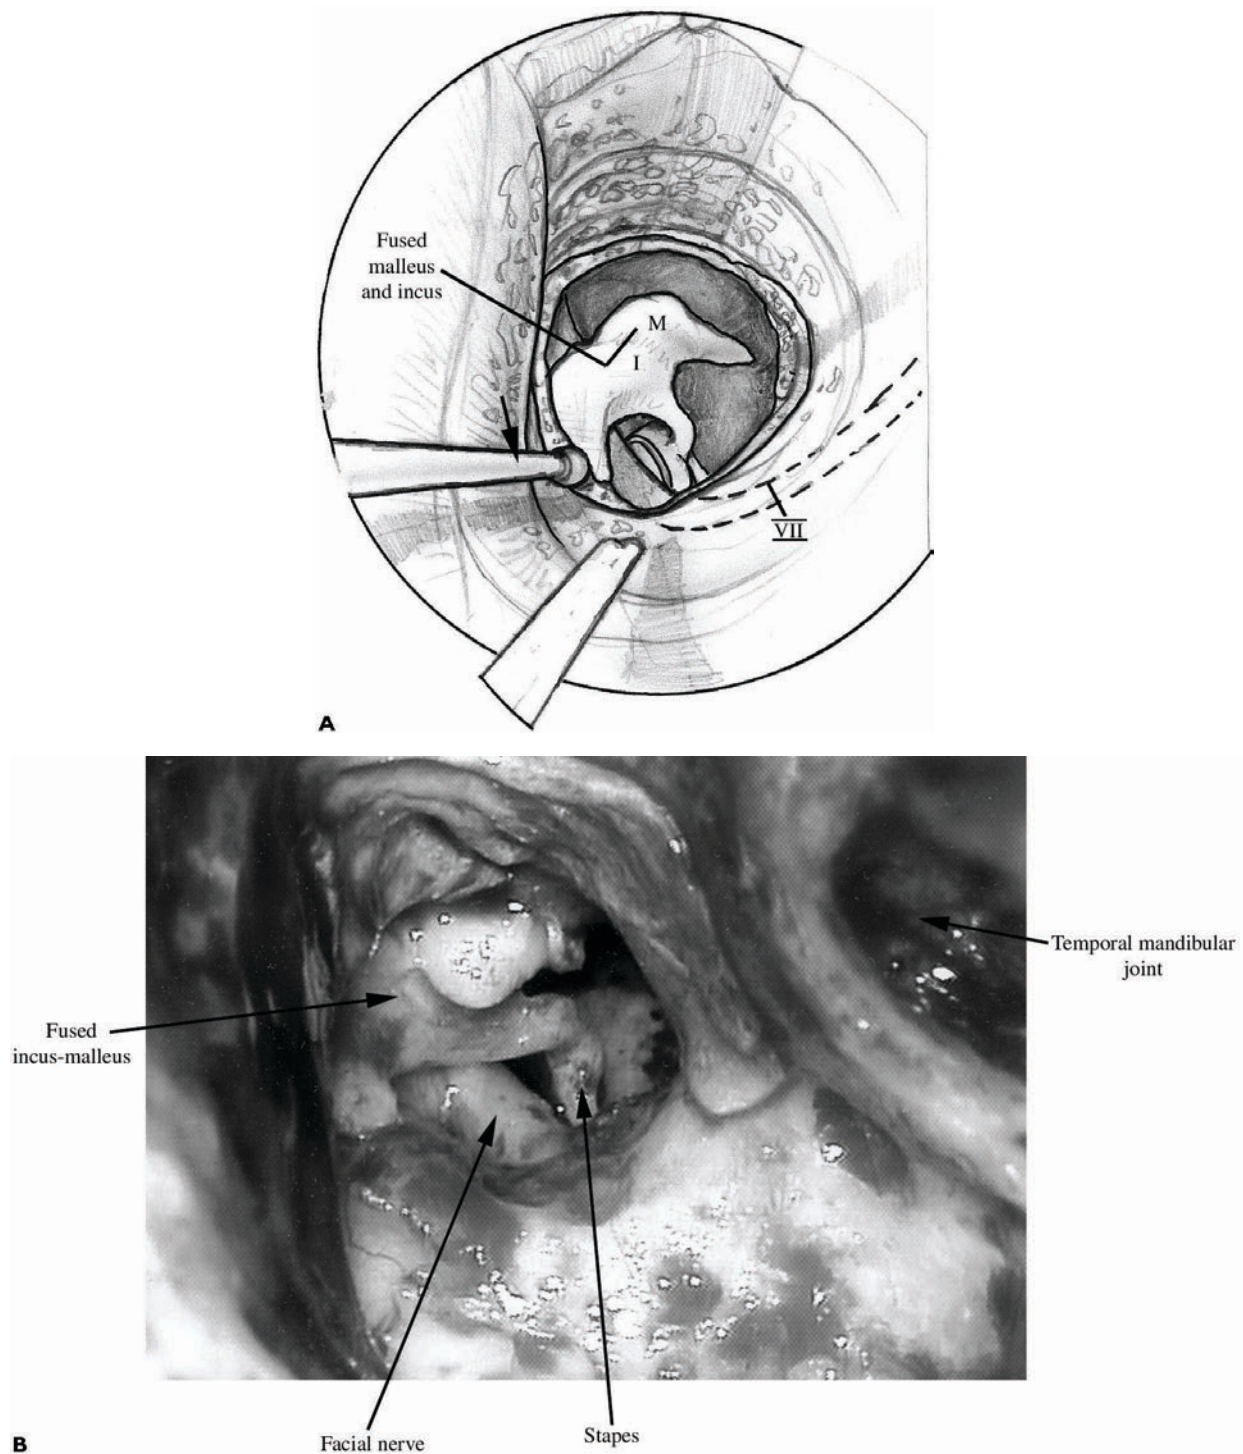 Fused
malleus
and incus
M
I
VII
A
Temporal mandibular
joint
Fused
incus-malleus
Facial nerve
Stapes
B